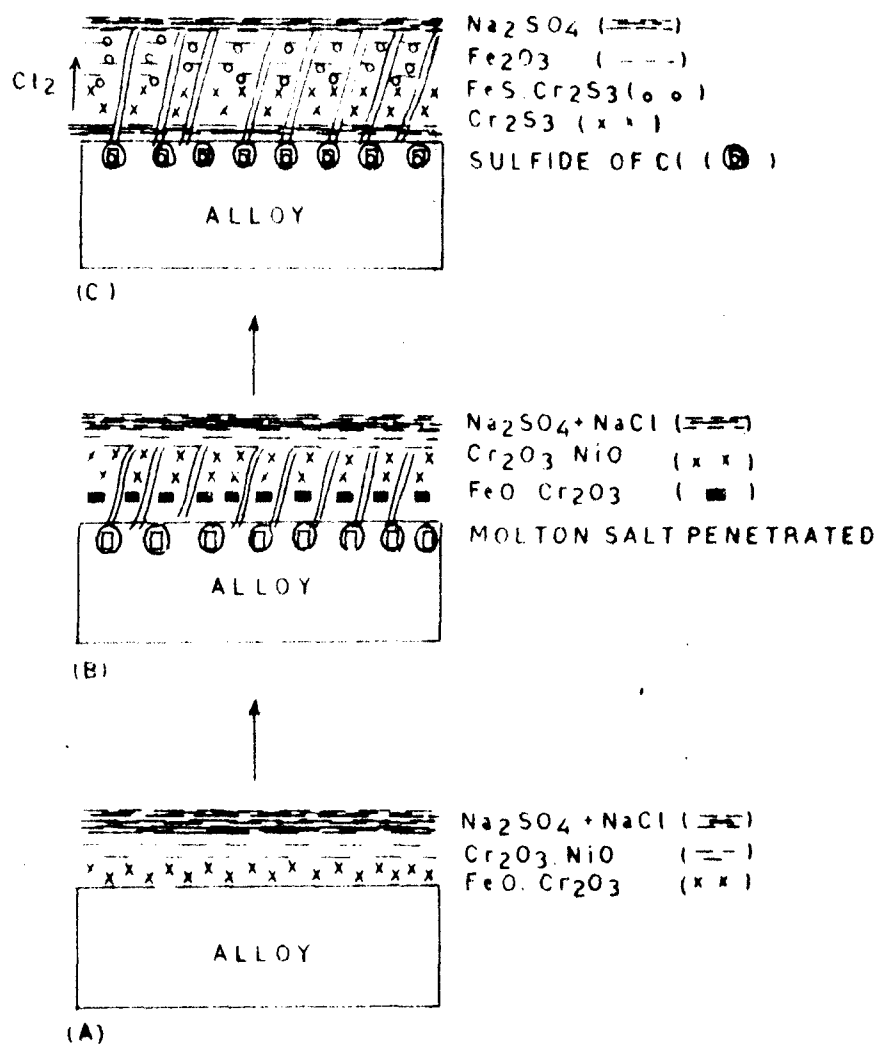 Na2SO4 ( )
Fe2O3 (---)
Cl2
FeS.Cr2S3 (o o)
Cr2S3 (x x)
SULFIDE OF C( ( )
ALLOY
(C)
Na2SO4+NaCl ( )
Cr2O3 NiO (x x)
FeO Cr2O3 (■)
MOLTON SALT PENETRATED
ALLOY
(B)
Na2SO4 + NaCl ( )
Cr2O3.NiO (---)
FeO.Cr2O3 (x x)
ALLOY
(A)